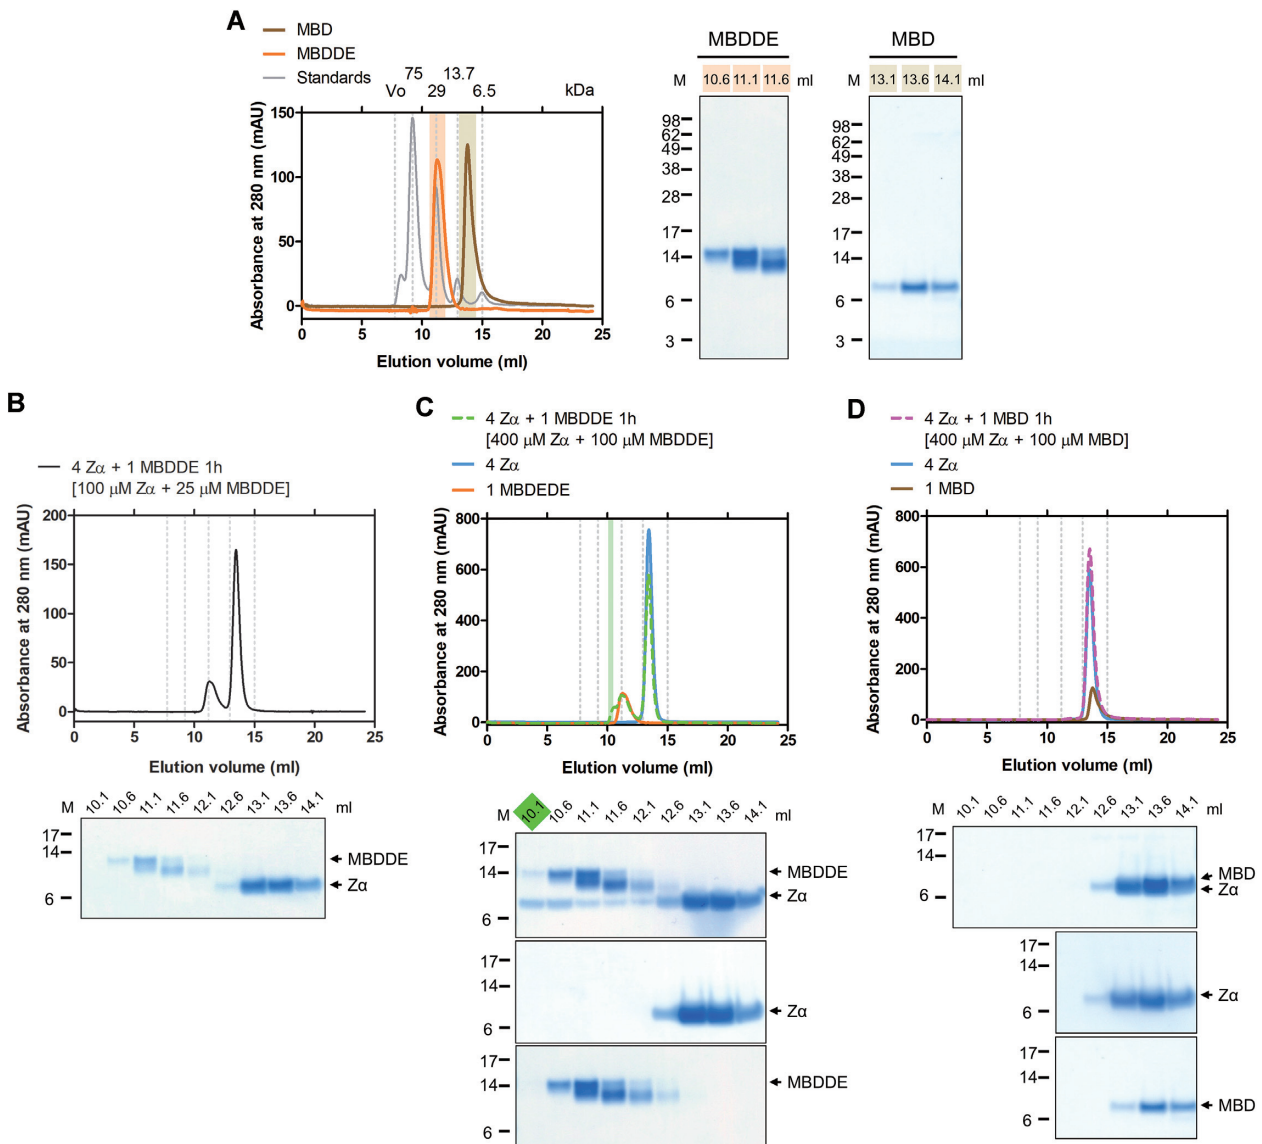 A
MBD
MBDDE
Standards
75 13.7
Vo 29 6.5 kDa
150
100
50
0
0 5 10 15 20 25
Absorbance at 280 nm (mAU)
Elution volume (ml)
MBDDE
M 10.6 11.1 11.6 ml
98
62
49
38
28
17
14
6
3
MBD
M 13.1 13.6 14.1 ml
98
62
49
38
28
17
14
6
3
B
4 Zα + 1 MBDDE 1h
[100 μM Zα + 25 μM MBDDE]
200
150
100
50
0
0 5 10 15 20 25
Absorbance at 280 nm (mAU)
Elution volume (ml)
M 10.1 10.6 11.1 11.6 12.1 12.6 13.1 13.6 14.1 ml
17
14
6
MBDDE
Zα
C
4 Zα + 1 MBDDE 1h
[400 μM Zα + 100 μM MBDDE]
4 Zα
1 MBDEDE
800
600
400
200
0
0 5 10 15 20 25
Absorbance at 280 nm (mAU)
Elution volume (ml)
M 10.1 10.6 11.1 11.6 12.1 12.6 13.1 13.6 14.1 ml
17
14
6
MBDDE
Zα
17
14
6
Zα
17
14
6
MBDDE
D
4 Zα + 1 MBD 1h
[400 μM Zα + 100 μM MBD]
4 Zα
1 MBD
800
600
400
200
0
0 5 10 15 20 25
Absorbance at 280 nm (mAU)
Elution volume (ml)
M 10.1 10.6 11.1 11.6 12.1 12.6 13.1 13.6 14.1 ml
17
14
6
MBD
Zα
17
14
6
Zα
17
14
6
MBD